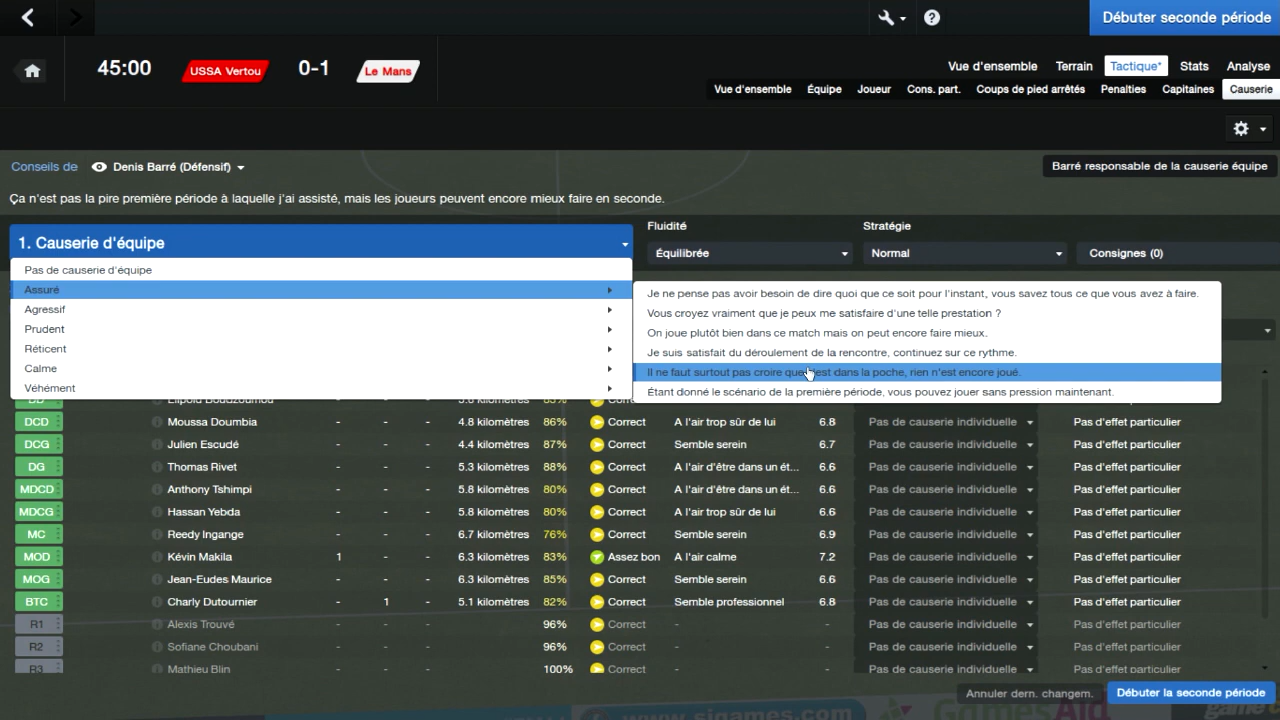 Débuter seconde période
45:00 USSA Vertou 0-1 Le Mans
Vue d'ensemble Terrain Tactique* Stats Analyse
Vue d'ensemble Équipe Joueur Cons. part. Coups de pied arrêtés Penalties Capitaines Causerie
Conseils de Denis Barré (Défensif)
Barré responsable de la causerie équipe
Ça n'est pas la pire première période à laquelle j'ai assisté, mais les joueurs peuvent encore mieux faire en seconde.
Fluidité Stratégie
1. Causerie d'équipe Équilibrée Normal Consignes (0)
Pas de causerie d'équipe
Assuré
Agressif
Prudent
Réticent
Calme
Véhément
Je ne pense pas avoir besoin de dire quoi que ce soit pour l'instant, vous savez tous ce que vous avez à faire.
Vous croyez vraiment que je peux me satisfaire d'une telle prestation ?
On joue plutôt bien dans ce match mais on peut encore faire mieux.
Je suis satisfait du déroulement de la rencontre, continuez sur ce rythme.
Il ne faut surtout pas croire que c'est dans la poche, rien n'est encore joué.
Étant donné le scénario de la première période, vous pouvez jouer sans pression maintenant.
DCD Moussa Doumbia - - - 4.8 kilomètres 86% Correct A l'air trop sûr de lui 6.8 Pas de causerie individuelle Pas d'effet particulier
DCG Julien Escudé - - - 4.4 kilomètres 87% Correct Semble serein 6.7 Pas de causerie individuelle Pas d'effet particulier
DG Thomas Rivet - - - 5.3 kilomètres 88% Correct A l'air d'être dans un ét... 6.6 Pas de causerie individuelle Pas d'effet particulier
MDCD Anthony Tshimpi - - - 5.8 kilomètres 80% Correct A l'air d'être dans un ét... 6.6 Pas de causerie individuelle Pas d'effet particulier
MDCG Hassan Yebda - - - 5.8 kilomètres 80% Correct A l'air trop sûr de lui 6.6 Pas de causerie individuelle Pas d'effet particulier
MC Reedy Ingange - - - 6.7 kilomètres 76% Correct Semble serein 6.9 Pas de causerie individuelle Pas d'effet particulier
MOD Kévin Makila 1 - - 6.3 kilomètres 83% Assez bon A l'air calme 7.2 Pas de causerie individuelle Pas d'effet particulier
MOG Jean-Eudes Maurice - - - 6.3 kilomètres 85% Correct Semble serein 6.6 Pas de causerie individuelle Pas d'effet particulier
BTC Charly Dutournier - 1 - 5.1 kilomètres 82% Correct Semble professionnel 6.8 Pas de causerie individuelle Pas d'effet particulier
R1 Alexis Trouvé 96% Correct - - Pas de causerie individuelle Pas d'effet particulier
R2 Sofiane Choubani 96% Correct - - Pas de causerie individuelle Pas d'effet particulier
R3 Mathieu Blin 100% Correct - - Pas de causerie individuelle Pas d'effet particulier
Annuler dern. changem. Débuter la seconde période
www.sigames.com